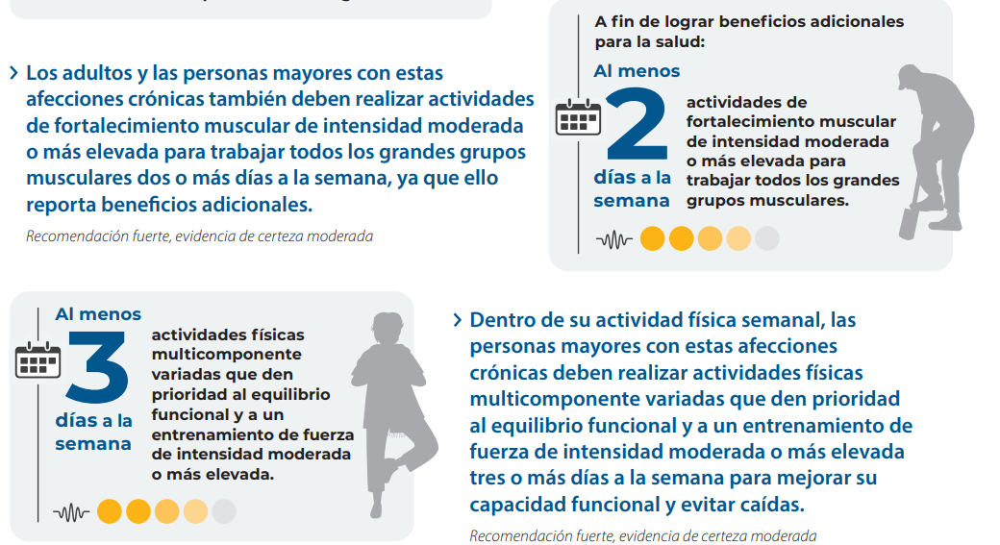 A fin de lograr beneficios adicionales
para la salud:
Los adultos y las personas mayores con estas
afecciones crónicas también deben realizar actividades
de fortalecimiento muscular de intensidad moderada
o más elevada para trabajar todos los grandes grupos
musculares dos o más días a la semana, ya que ello
reporta beneficios adicionales.
Recomendación fuerte, evidencia de certeza moderada
Al menos
2
días a la
semana
actividades de
fortalecimiento muscular
de intensidad moderada
o más elevada para
trabajar todos los grandes
grupos musculares.
Al menos
3
días a la
semana
actividades físicas
multicomponente
variadas que den
prioridad al equilibrio
funcional y a un
entrenamiento de fuerza
de intensidad moderada
o más elevada.
Dentro de su actividad física semanal, las
personas mayores con estas afecciones
crónicas deben realizar actividades físicas
multicomponente variadas que den prioridad
al equilibrio funcional y a un entrenamiento de
fuerza de intensidad moderada o más elevada
tres o más días a la semana para mejorar su
capacidad funcional y evitar caídas.
Recomendación fuerte, evidencia de certeza moderada